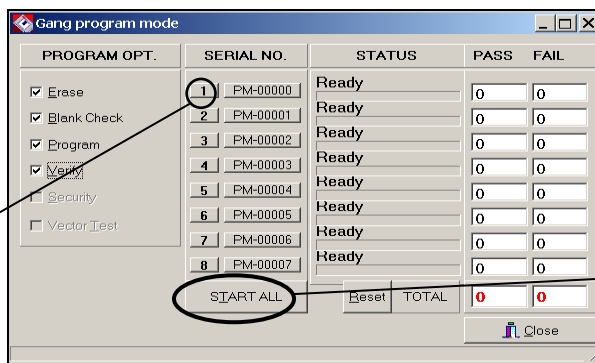 Gang program mode
PROGRAM OPT. SERIAL NO. STATUS PASS FAIL
Erase 1 PM-00000 Ready 0 0
Blank Check 2 PM-00001 Ready 0 0
Program 3 PM-00002 Ready 0 0
Verify 4 PM-00003 Ready 0 0
Security 5 PM-00004 Ready 0 0
Vector Test 6 PM-00005 Ready 0 0
7 PM-00006 Ready 0 0
8 PM-00007 Ready 0 0
START ALL Reset TOTAL 0 0
Close